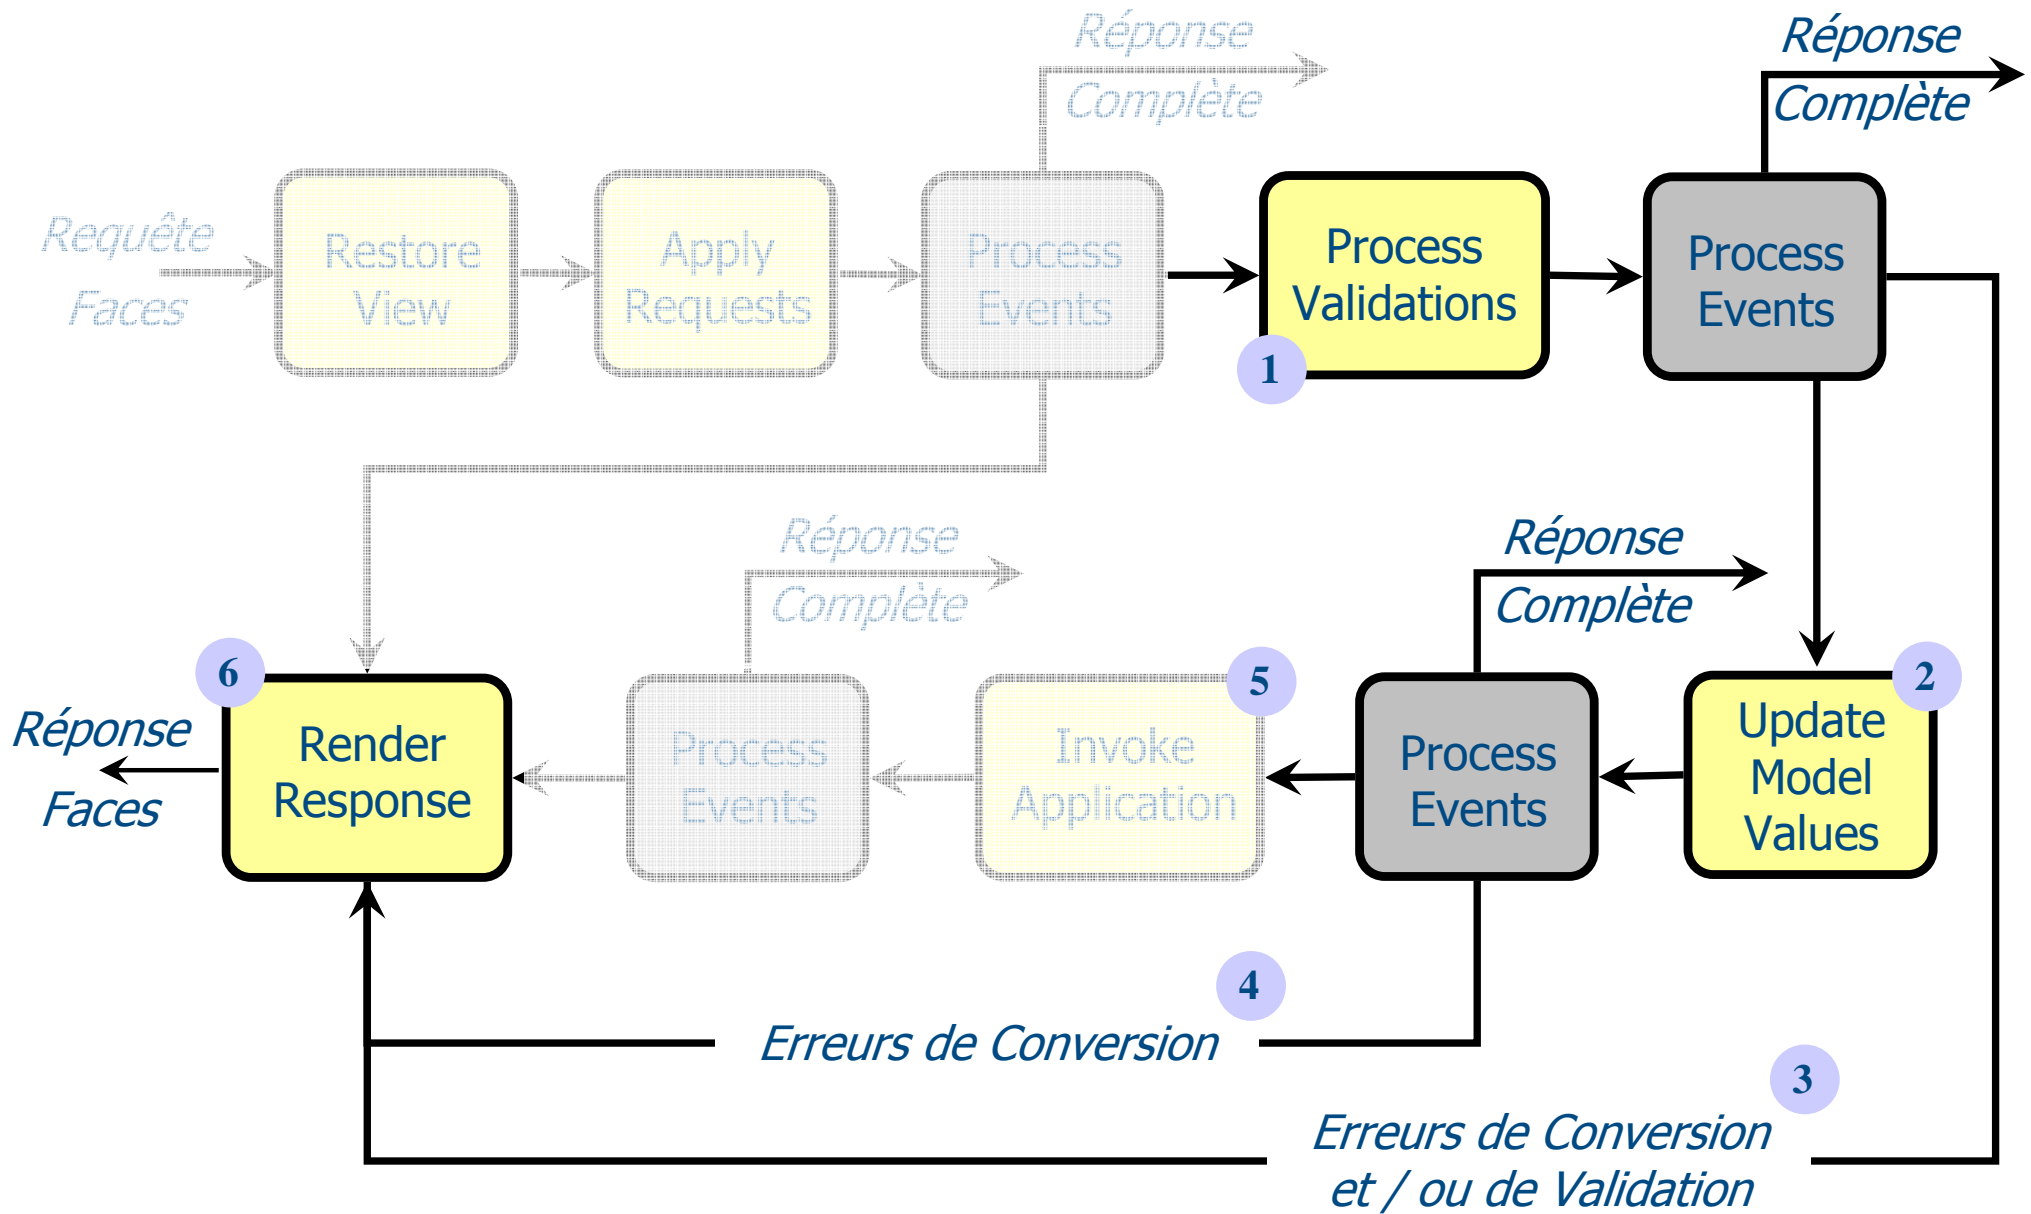 Réponse
Complète
Réponse
Complète
Requête
Faces
Restore
View
Apply
Requests
Process
Events
Process
Validations
1
Process
Events
Réponse
Complète
Réponse
Complète
6
Réponse
Faces
Render
Response
Process
Events
5
Invoke
Application
Process
Events
2
Update
Model
Values
4
Erreurs de Conversion
3
Erreurs de Conversion
et / ou de Validation